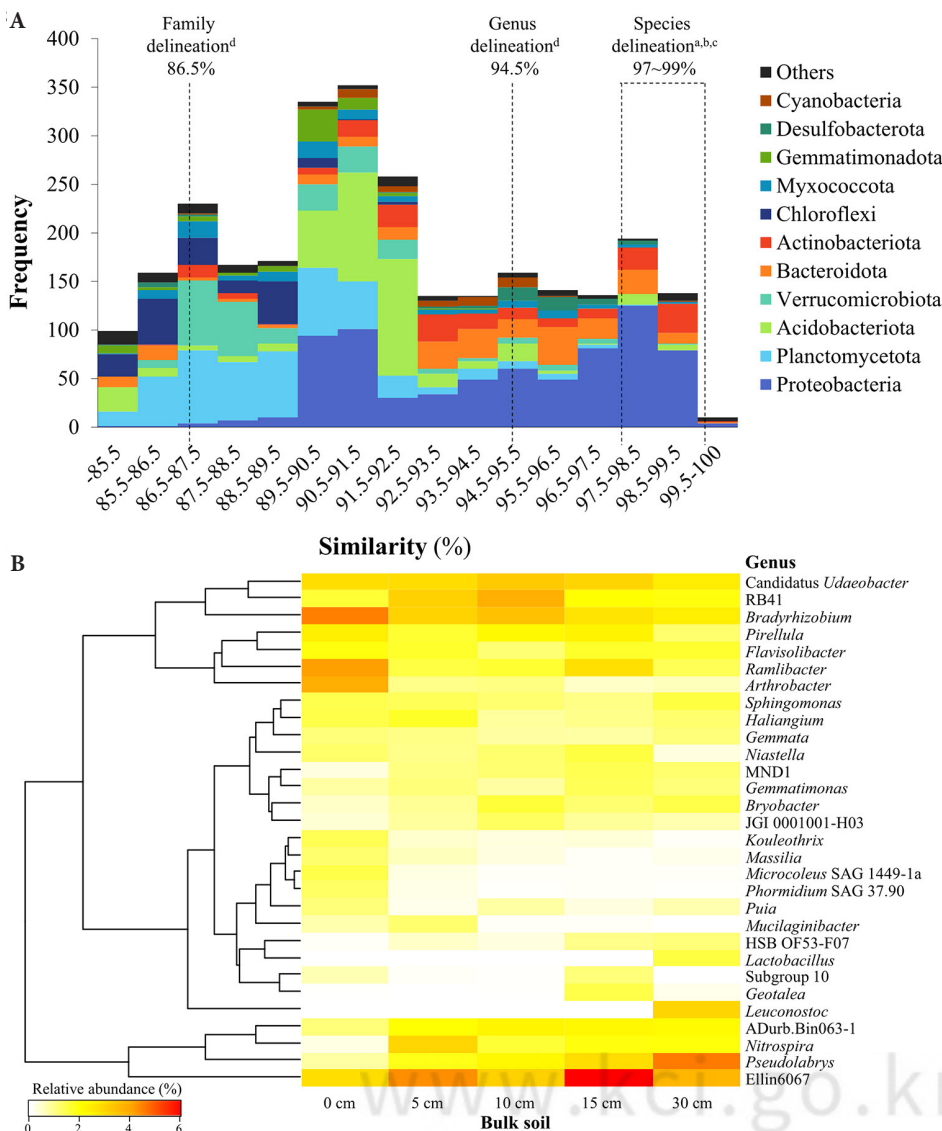 A
Family
delineationd
86.5%
Genus
delineationd
94.5%
Species
delineationa,b,c
97~99%
Frequency
400
350
300
250
200
150
100
50
0
Others
Cyanobacteria
Desulfobacterota
Gemmatimonadota
Myxococcota
Chloroflexi
Actinobacteriota
Bacteroidota
Verrucomicrobiota
Acidobacteriota
Planctomycetota
Proteobacteria
-85.5
85.5-86.5
86.5-87.5
87.5-88.5
88.5-89.5
89.5-90.5
90.5-91.5
91.5-92.5
92.5-93.5
93.5-94.5
94.5-95.5
95.5-96.5
96.5-97.5
97.5-98.5
98.5-99.5
99.5-100
Similarity (%)
B
Genus
Candidatus Udaeobacter
RB41
Bradyrhizobium
Pirellula
Flavisolibacter
Ramlibacter
Arthrobacter
Sphingomonas
Haliangium
Gemmata
Niastella
MND1
Gemmatimonas
Bryobacter
JGI 0001001-H03
Kouleothrix
Massilia
Microcoleus SAG 1449-1a
Phormidium SAG 37.90
Puia
Mucilaginibacter
HSB OF53-F07
Lactobacillus
Subgroup 10
Geotalea
Leuconostoc
ADurb.Bin063-1
Nitrospira
Pseudolabrys
Ellin6067
Relative abundance (%)
0 2 4 6
0 cm 5 cm 10 cm 15 cm 30 cm
Bulk soil
www.kci.go.kr